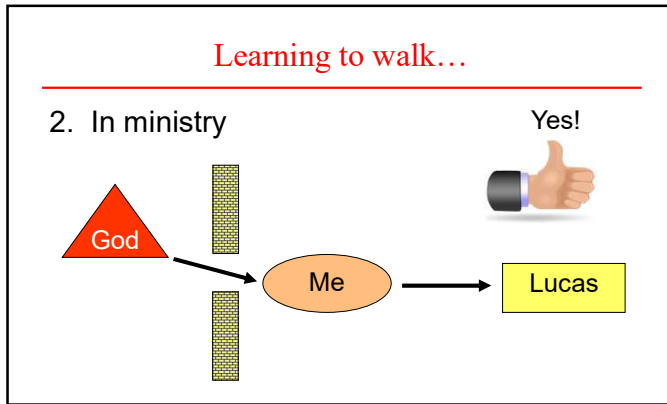 Learning to walk…
2. In ministry
Yes!
God
Me
Lucas